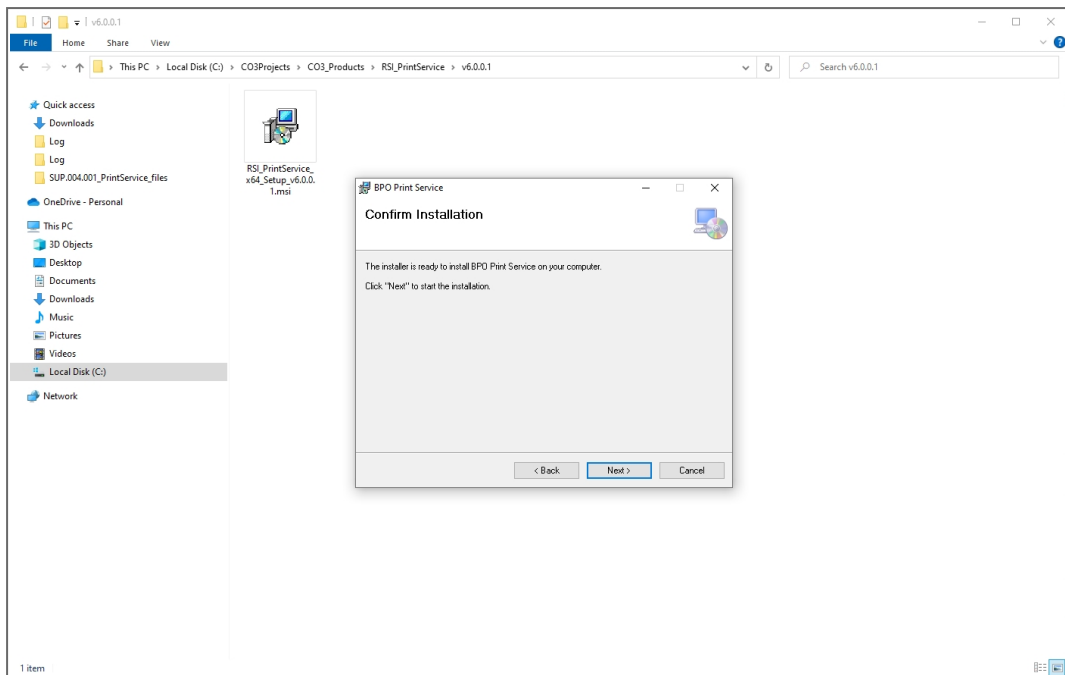 v6.0.0.1
File Home Share View
This PC > Local Disk (C:) > CO3Projects > CO3_Products > RSI_PrintService > v6.0.0.1
Search v6.0.0.1
Quick access
Downloads
Log
Log
SUP.004.001_PrintService_files
OneDrive - Personal
This PC
3D Objects
Desktop
Documents
Downloads
Music
Pictures
Videos
Local Disk (C:)
Network
RSI_PrintService_
x64_Setup_v6.0.0.
1.msi
BPO Print Service
Confirm Installation
The installer is ready to install BPO Print Service on your computer.
Click "Next" to start the installation.
< Back Next > Cancel
1 item